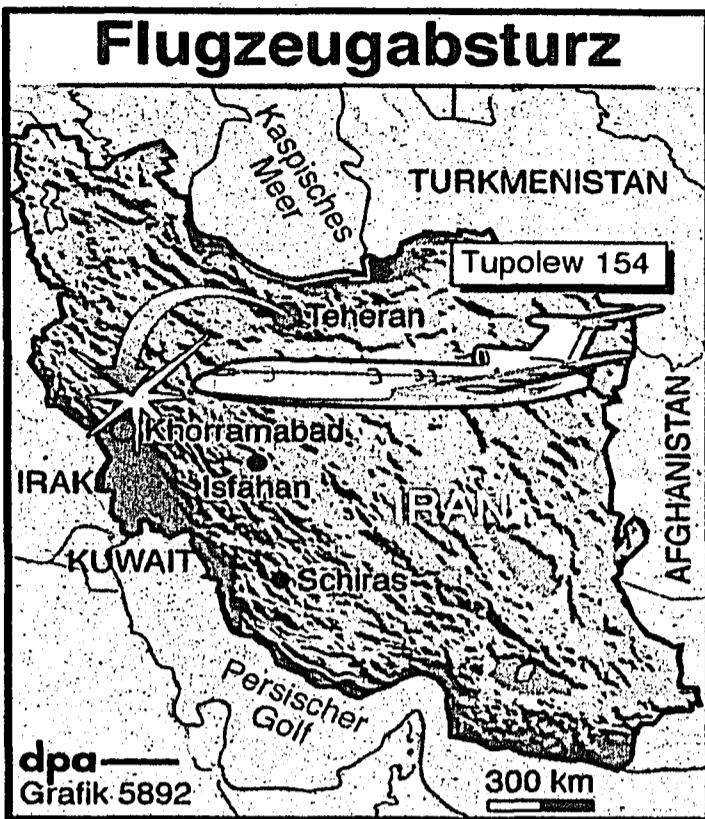 Flugzeugabsturz
Kaspisches
Meer
TURKMENISTAN
Tupolew 154
Teheran
Khorramabad
Isfahan
IRAK
IRAN
AFGHANISTAN
KUWAIT
Schiras
Persischer
Golf
dpa
Grafik 5892
300 km